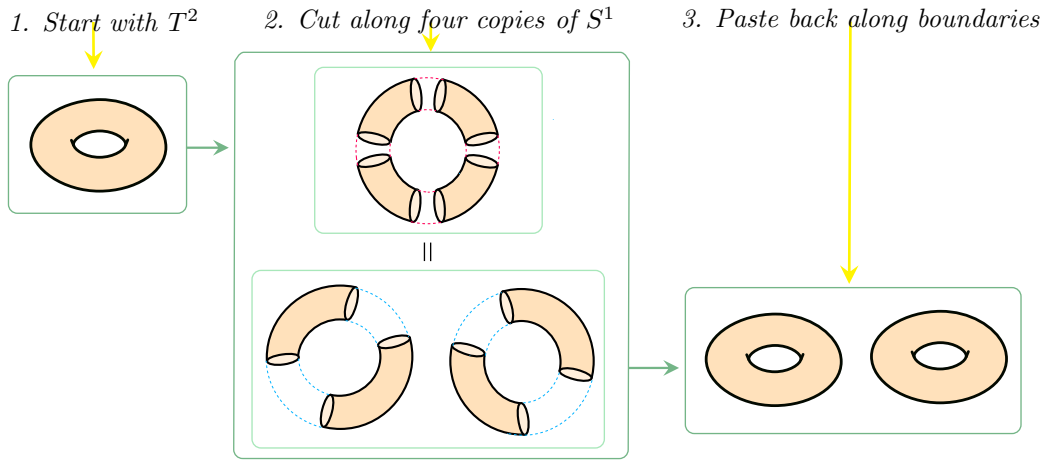 1. Start with T²
2. Cut along four copies of S¹
3. Paste back along boundaries
=